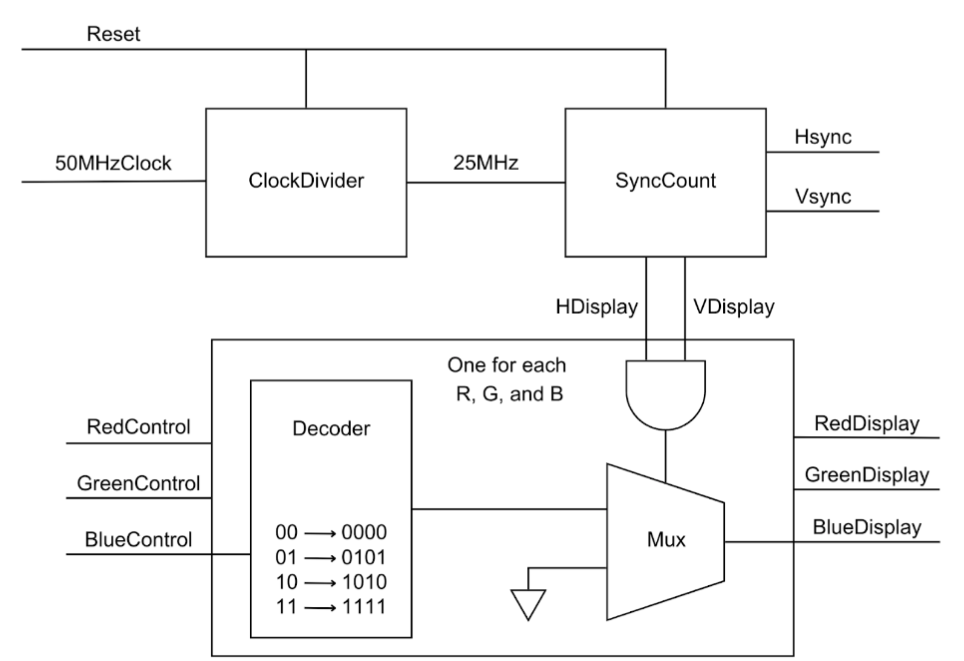 Reset
50MHzClock
ClockDivider
25MHz
SyncCount
Hsync
Vsync
HDisplay
VDisplay
One for each
R, G, and B
RedControl
GreenControl
BlueControl
Decoder
00 → 0000
01 → 0101
10 → 1010
11 → 1111
Mux
RedDisplay
GreenDisplay
BlueDisplay